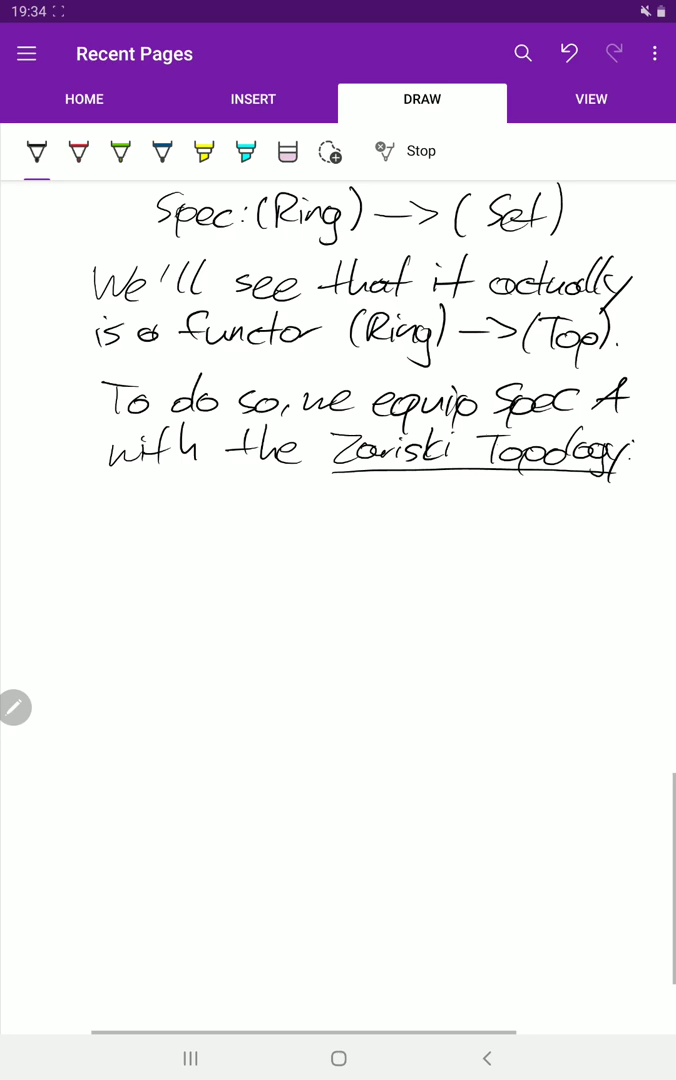 19:34
Recent Pages
HOME INSERT DRAW VIEW
Stop
Spec: (Ring) —> (Set)
We'll see that it actually
is a functor (Ring) —> (Top).
To do so, we equip Spec A
with the Zariski Topology: